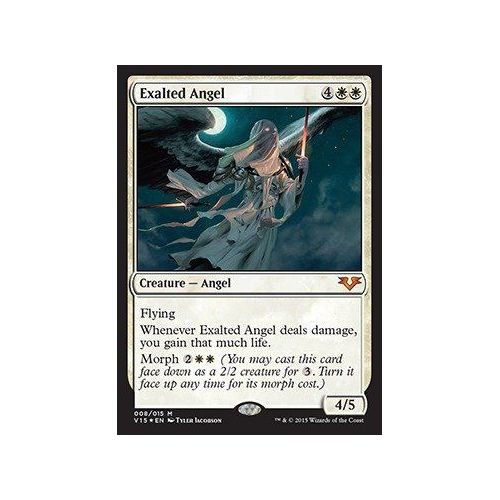 Exalted Angel 4
Creature — Angel
Flying
Whenever Exalted Angel deals damage,
you gain that much life.
Morph 2 (You may cast this card
face down as a 2/2 creature for 3. Turn it
face up any time for its morph cost.)
4/5
008/015 M
V15 EN Tyler Jacobson
™ & © 2015 Wizards of the Coast